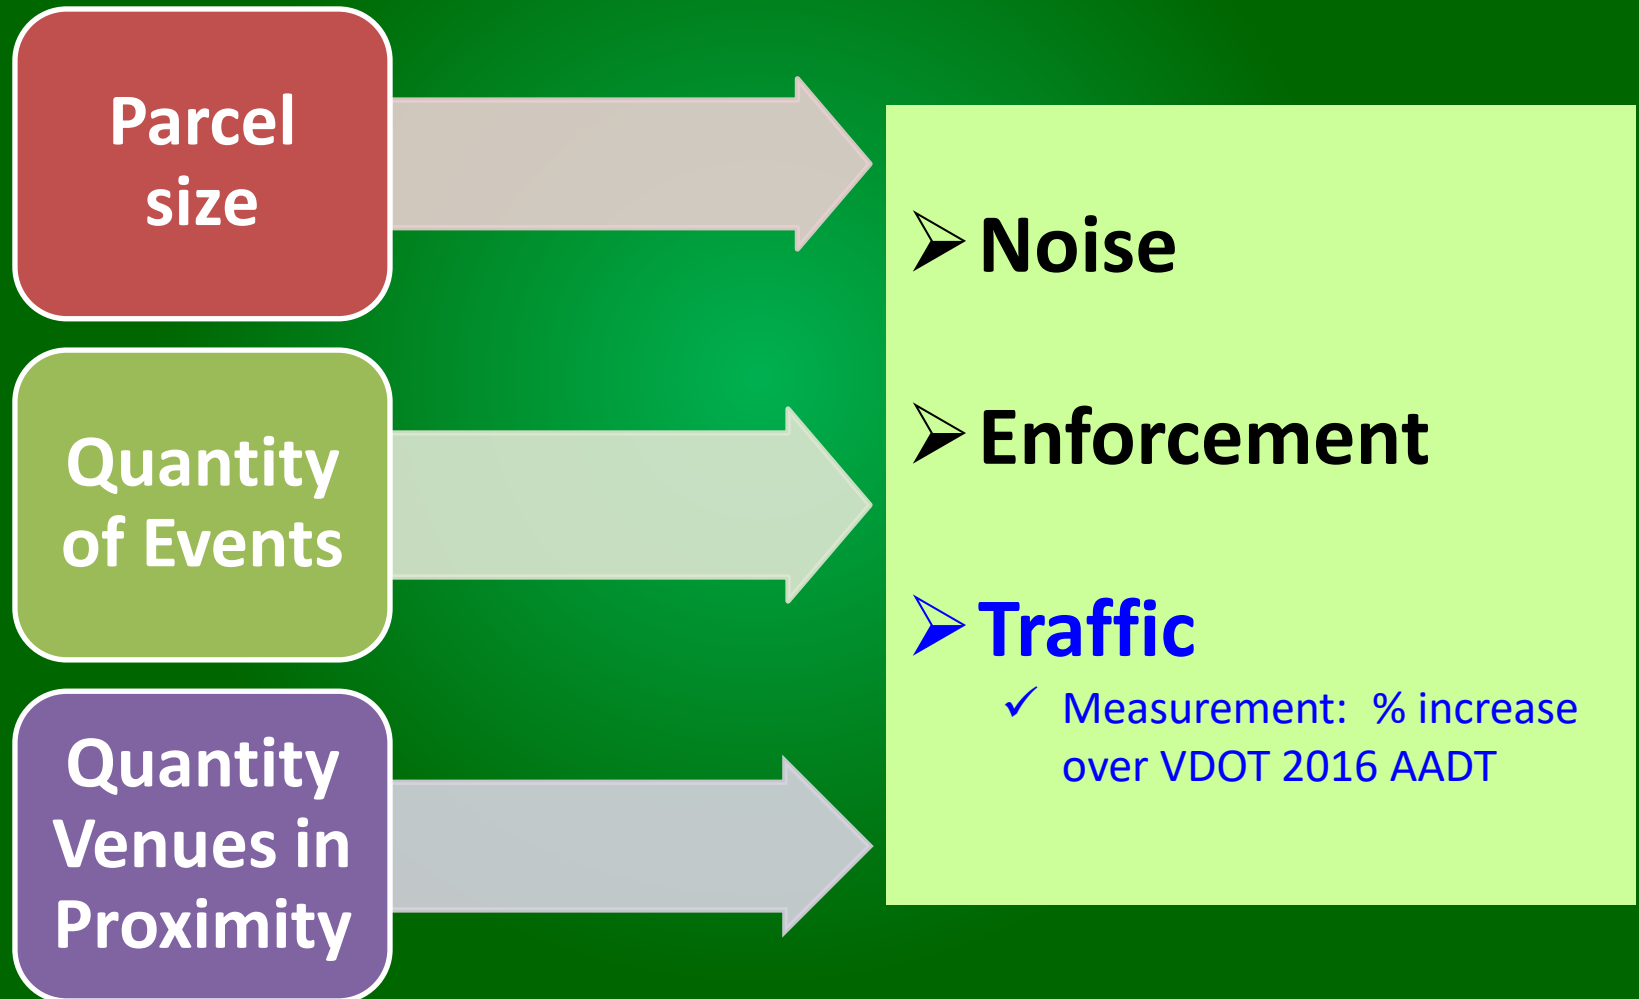 Parcel
size
Quantity
of Events
Quantity
Venues in
Proximity
Noise
Enforcement
Traffic
Measurement: % increase
over VDOT 2016 AADT